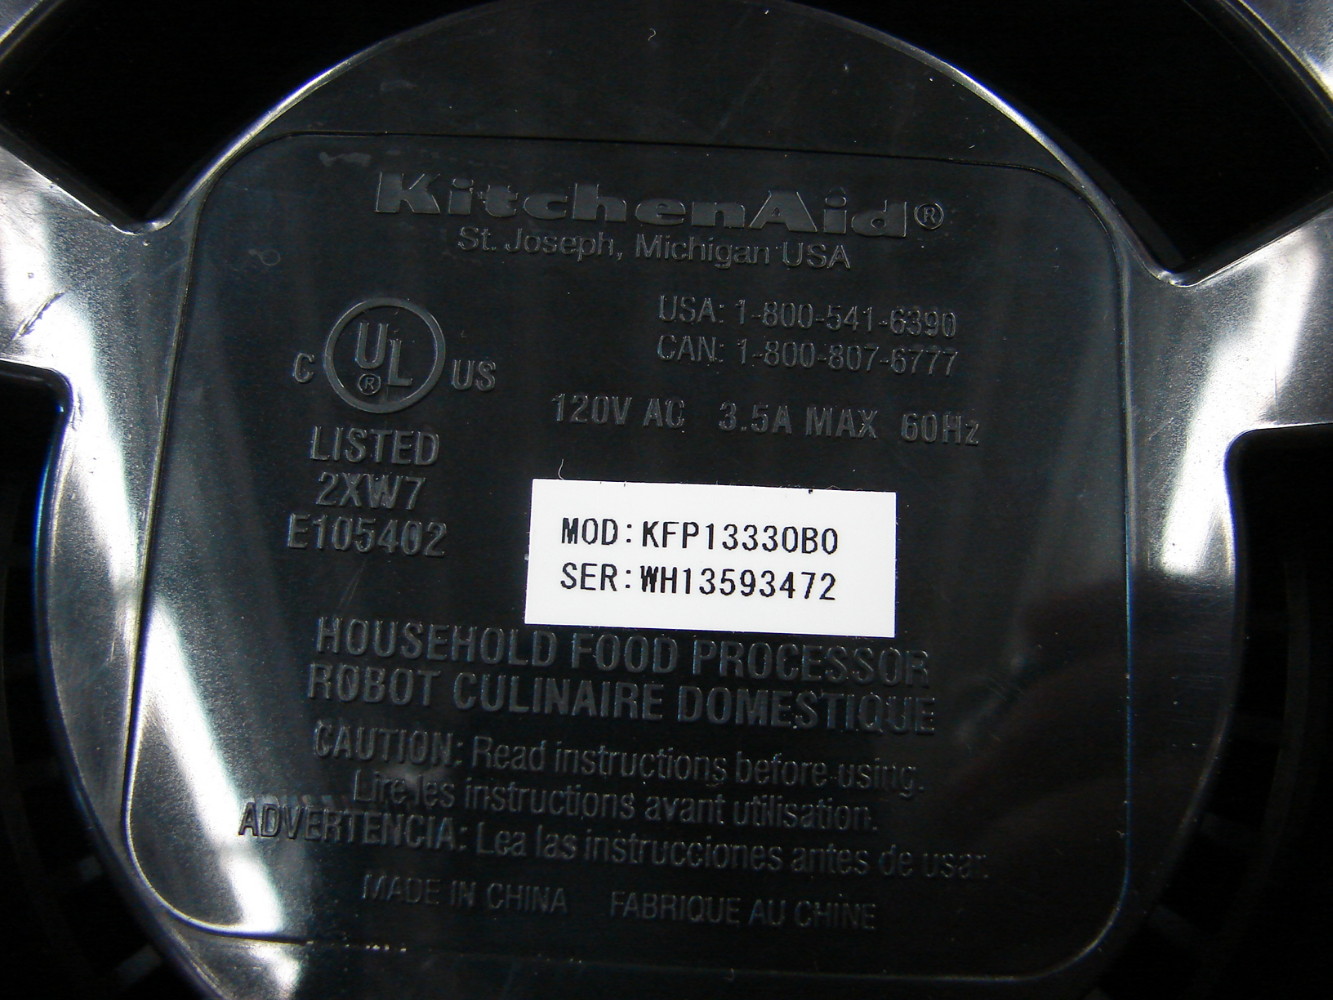 KitchenAid®
St. Joseph, Michigan USA
USA: 1-800-541-6390
CAN: 1-800-807-6777
C UL® US
120V AC 3.5A MAX 60Hz
LISTED
2XW7
E105402
MOD:KFP1333OB0
SER:WH13593472
HOUSEHOLD FOOD PROCESSOR
ROBOT CULINAIRE DOMESTIQUE
CAUTION: Read instructions before using.
Lire les instructions avant utilisation.
ADVERTENCIA: Lea las instrucciones antes de usar.
MADE IN CHINA FABRIQUE AU CHINE